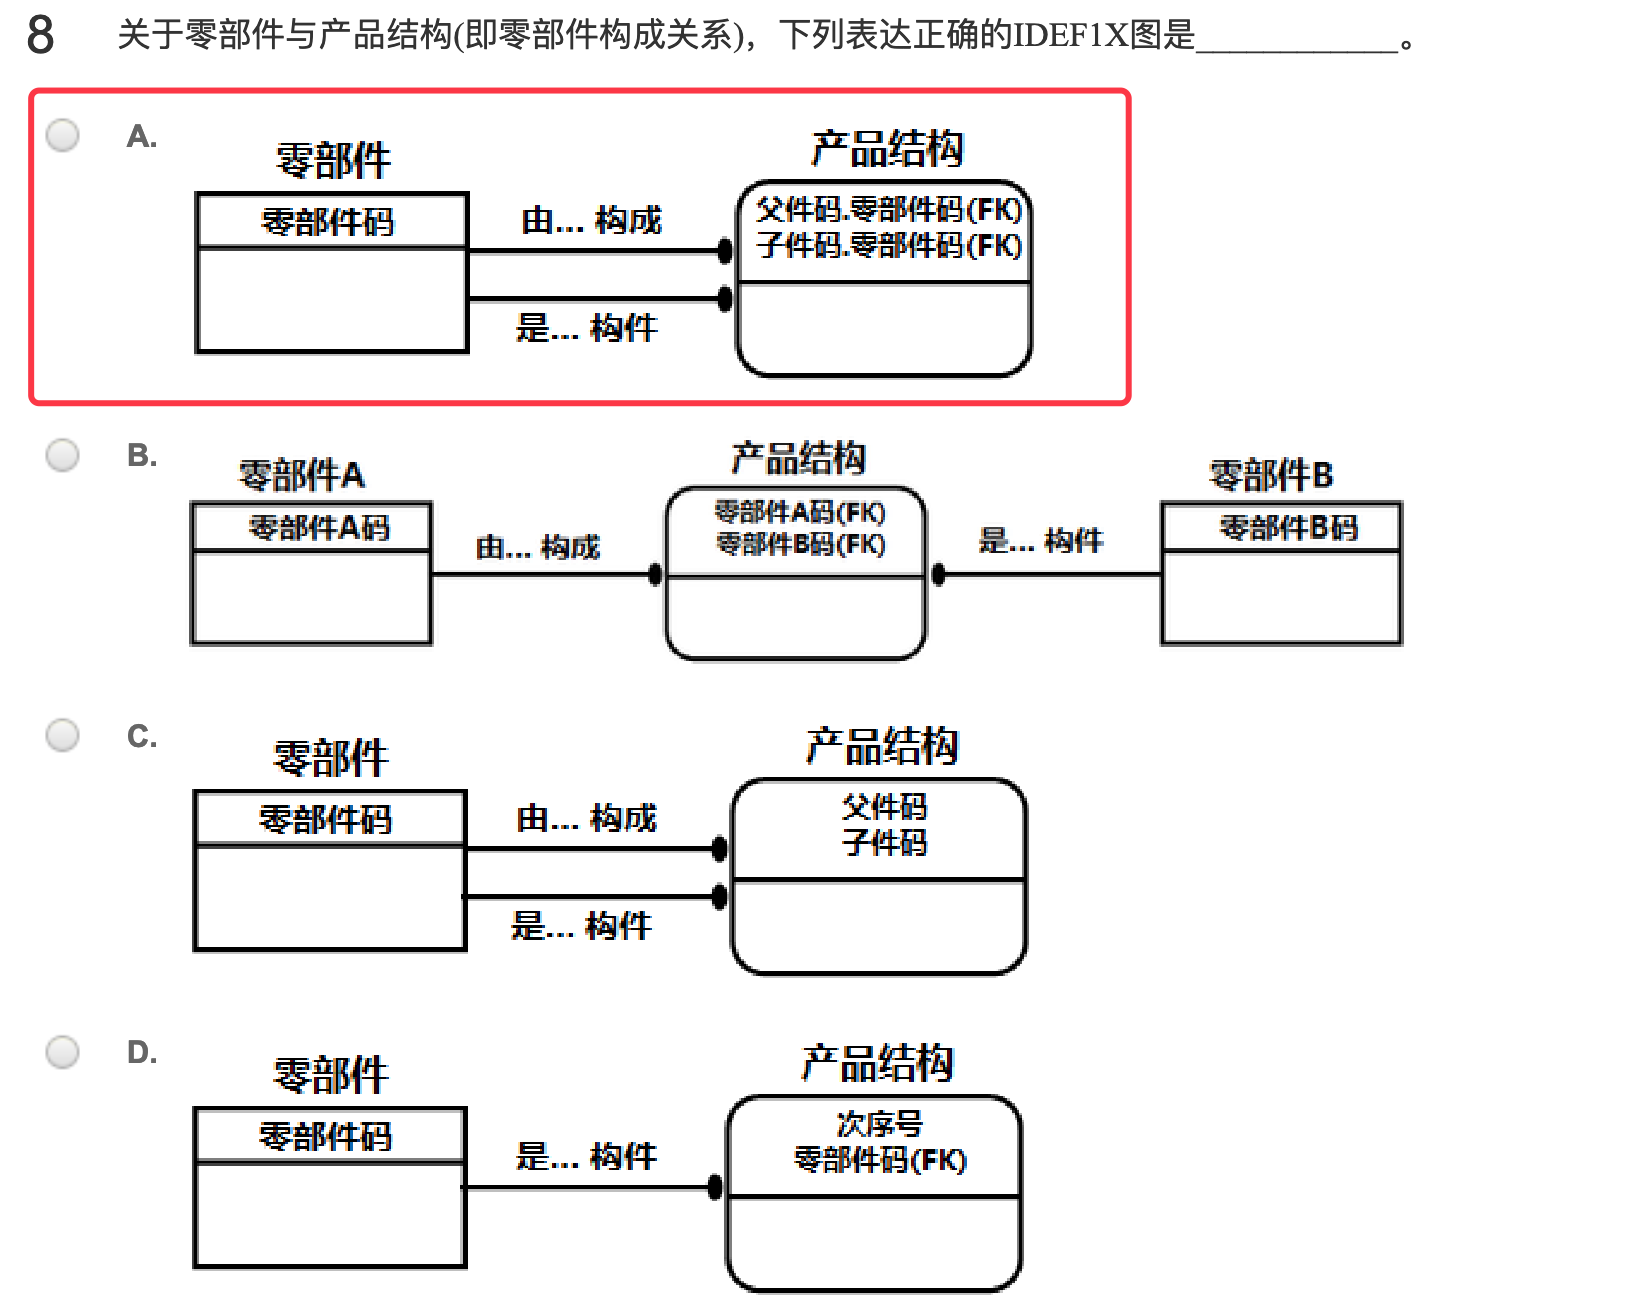 8 关于零部件与产品结构(即零部件构成关系)，下列表达正确的IDEF1X图是____________。
A.
零部件
产品结构
零部件码
由... 构成
父件码.零部件码(FK)
子件码.零部件码(FK)
是... 构件
B.
零部件A
产品结构
零部件B
零部件A码
由... 构成
零部件A码(FK)
零部件B码(FK)
是... 构件
零部件B码
C.
零部件
产品结构
零部件码
由... 构成
父件码
子件码
是... 构件
D.
零部件
产品结构
零部件码
是... 构件
次序号
零部件码(FK)